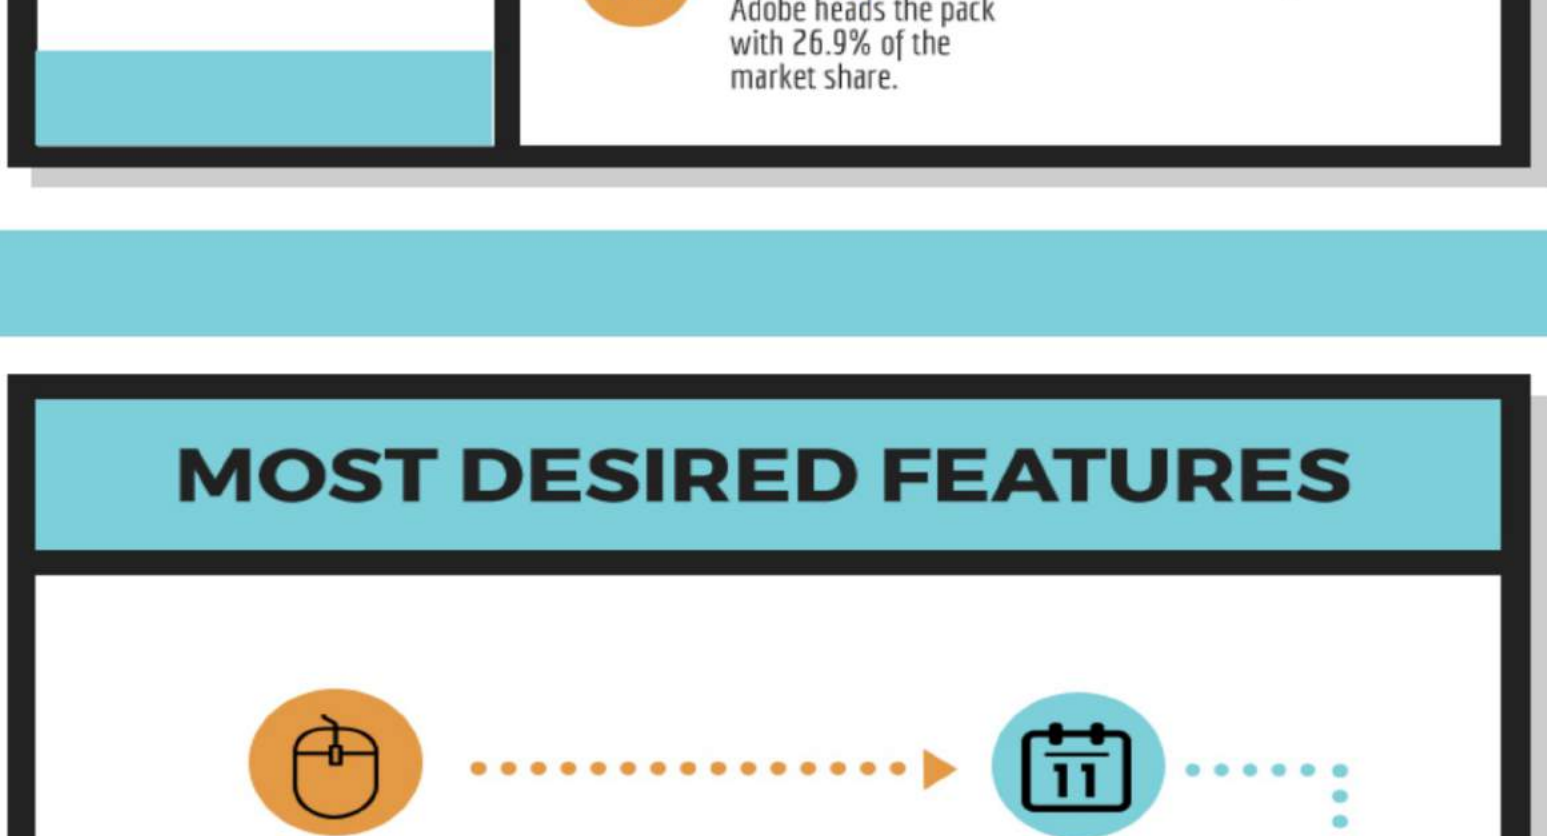 Adobe heads the pack
with 26.9% of the
market share.
MOST DESIRED FEATURES
11